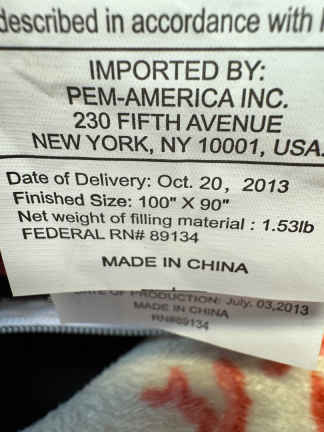 described in accordance with
IMPORTED BY:
PEM-AMERICA INC.
230 FIFTH AVENUE
NEW YORK, NY 10001, USA.
Date of Delivery: Oct. 20, 2013
Finished Size: 100" X 90"
Net weight of filling material : 1.53lb
FEDERAL RN# 89134
MADE IN CHINA
DATE OF PRODUCTION: July. 03,2013
MADE IN CHINA
RN#89134